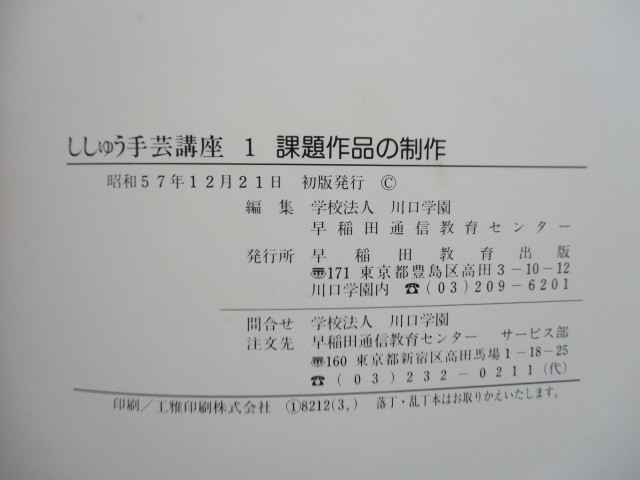 ししゅう手芸講座 1 課題作品の制作
昭和57年12月21日 初版発行 ©
編集 学校法人 川口学園
早稲田通信教育センター
発行所 早稲田教育出版
〠171 東京都豊島区高田3-10-12
川口学園内 ☎(03)209-6201
問合せ 学校法人 川口学園
注文先 早稲田通信教育センター サービス部
〠160 東京都新宿区高田馬場1-18-25
☎(03)232-0211(代)
印刷/工雅印刷株式会社 ①8212(3,) 落丁・乱丁本はお取りかえいたします。